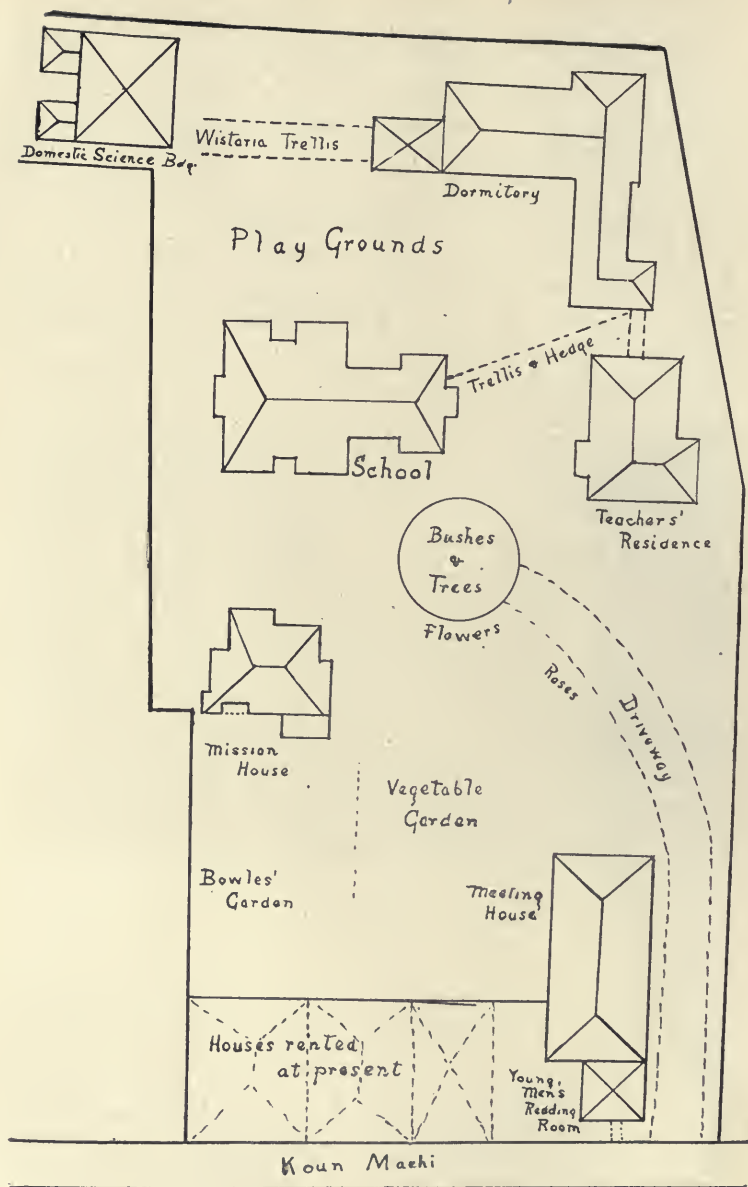 Domestic Science Bdg.
Wistaria Trellis
Dormitory
Play Grounds
Trellis & Hedge
School
Teachers'
Residence
Bushes
&
Trees
Flowers
Roses
Driveway
Mission
House
Vegetable
Garden
Bowles'
Garden
Meeting
House
Houses rented
at present
Young
Men's
Reading
Room
Koun Machi